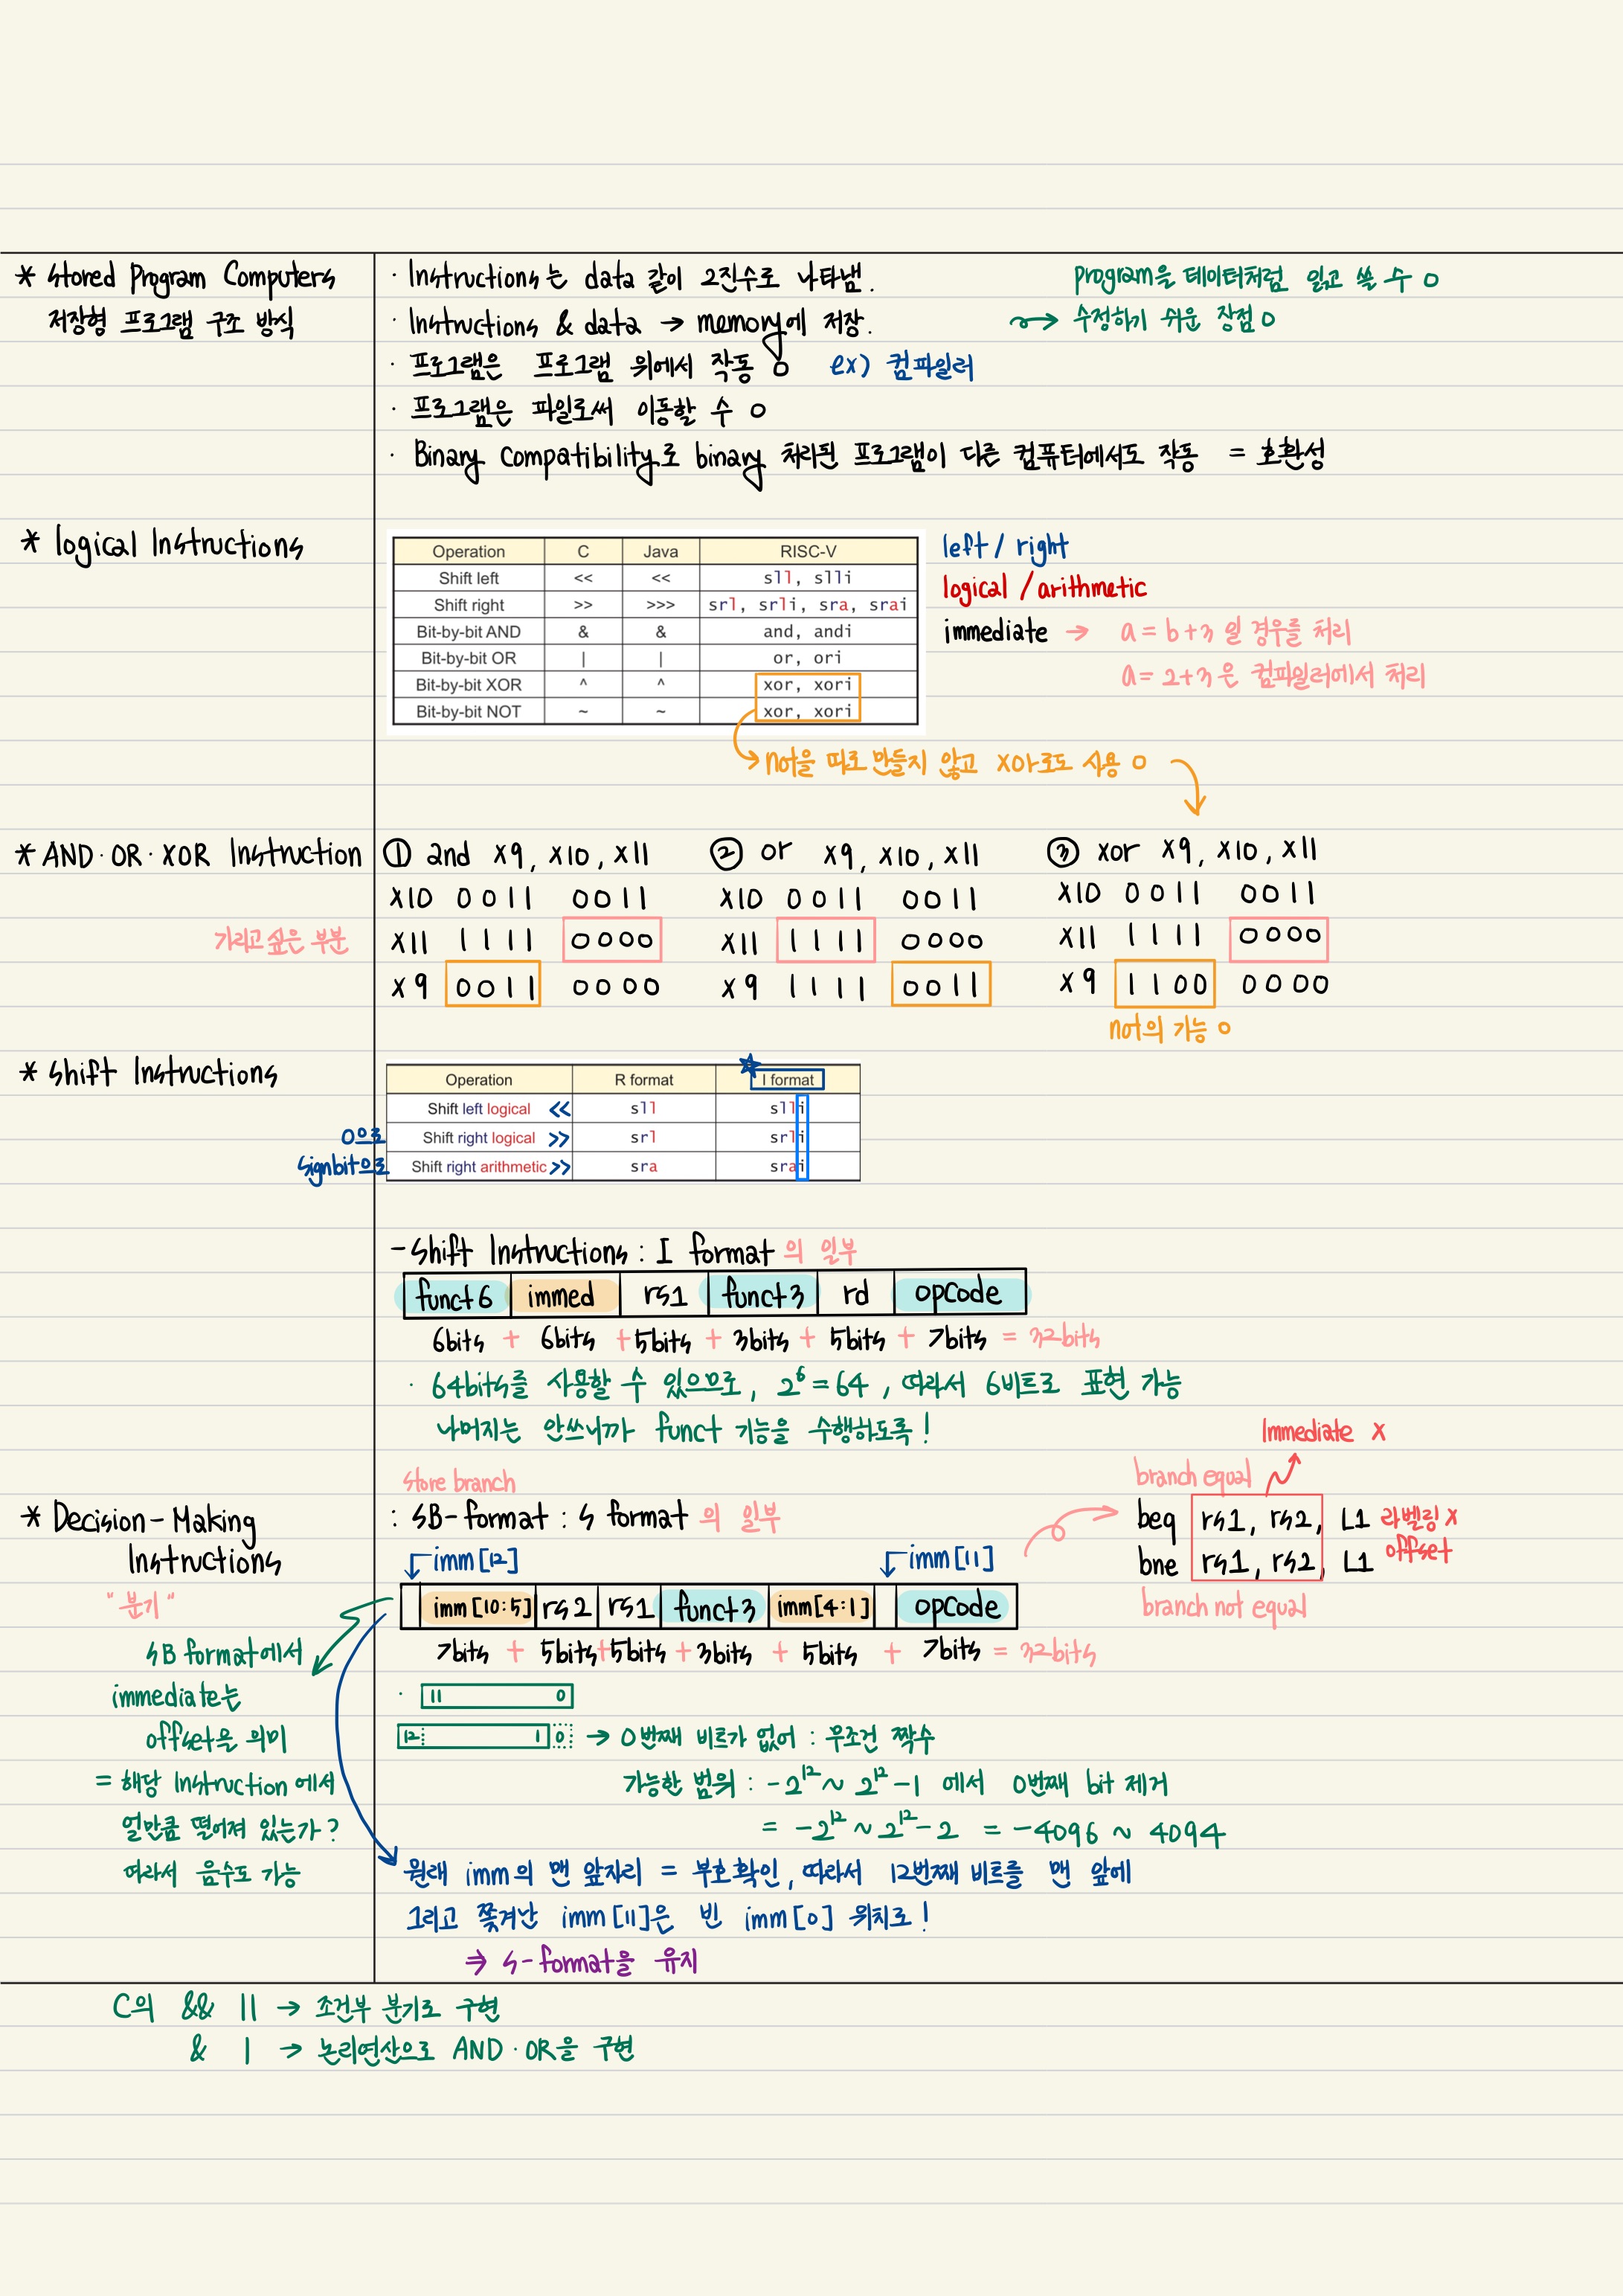 * Stored Program Computers
저장형 프로그램 구조 방식
· Instructions는 data 같이 2진수로 나타냄.
· Instructions & data → memory에 저장.
program을 데이터처럼 읽고 쓸 수 O
→ 수정하기 쉬운 장점 O
· 프로그램은 프로그램 위에서 작동 O ex) 컴파일러
· 프로그램은 파일로써 이동할 수 O
· Binary Compatibility로 binary 처리된 프로그램이 다른 컴퓨터에서도 작동 = 호환성
* logical Instructions
Operation C Java RISC-V
Shift left << << sll, slli
Shift right >> >>> srl, srli, sra, srai
Bit-by-bit AND & & and, andi
Bit-by-bit OR | | or, ori
Bit-by-bit XOR ^ ^ xor, xori
Bit-by-bit NOT ~ ~ xor, xori
left / right
logical / arithmetic
immediate → a = b+3 일 경우를 처리
a = 2+3 은 컴파일러에서 처리
not을 따로 만들지 않고 xor로도 사용 O
* AND·OR·XOR Instruction
가리고 싶은 부분
① and x9, x10, x11
x10 0011 0011
x11 1111 0000
x9 0011 0000
② or x9, x10, x11
x10 0011 0011
x11 1111 0000
x9 1111 0011
③ xor x9, x10, x11
x10 0011 0011
x11 1111 0000
x9 1100 0000
not의 기능 O
* Shift Instructions
Operation R format I format
Shift left logical << sll slli
0으로 Shift right logical >> srl srli
signbit으로 Shift right arithmetic >> sra srai
- Shift Instructions : I format 의 일부
funct6 immed rs1 funct3 rd opcode
6bits + 6bits + 5bits + 3bits + 5bits + 7bits = 32bits
· 64bits를 사용할 수 있으므로, 2⁶ = 64, 따라서 6비트로 표현 가능
나머지는 안쓰니까 funct 기능을 수행하도록!
* Decision-Making
Instructions
"분기"
store branch
: SB-format : S format 의 일부
Immediate X
branch equal
beq rs1, rs2, L1 라벨링 X
bne rs1, rs2, L1 offset
branch not equal
imm[12] imm[11]
imm[10:5] rs2 rs1 funct3 imm[4:1] opcode
7bits + 5bits + 5bits + 3bits + 5bits + 7bits = 32bits
SB format에서
immediate는
offset을 의미
= 해당 Instruction 에서
얼만큼 떨어져 있는가?
따라서 음수도 가능
· 11 0
12 1 0 → 0번째 비트가 없어 : 무조건 짝수
가능한 범위 : -2¹² ~ 2¹²-1 에서 0번째 bit 제거
= -2¹² ~ 2¹²-2 = -4096 ~ 4094
원래 imm의 맨 앞자리 = 부호확인, 따라서 12번째 비트를 맨 앞에
그리고 쫓겨난 imm[11]은 빈 imm[0] 위치로!
⇒ S-format을 유지
C의 && || → 조건부 분기로 구현
& | → 논리연산으로 AND·OR을 구현